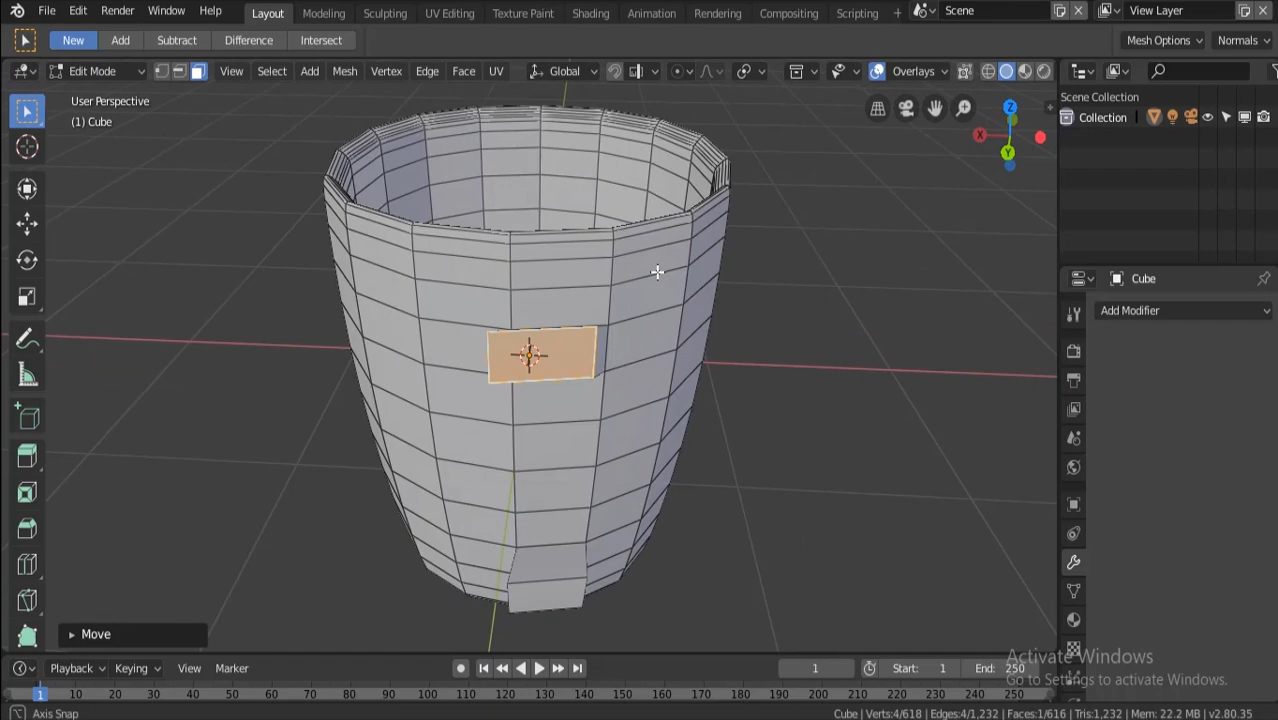 File Edit Render Window Help Layout Modeling Sculpting UV Editing Texture Paint Shading Animation Rendering Compositing Scripting + Scene View Layer
New Add Subtract Difference Intersect Mesh Options Normals
Edit Mode View Select Add Mesh Vertex Edge Face UV Global Overlays
User Perspective
(1) Cube
X
Y
Z
Scene Collection
Collection
Cube
Add Modifier
Move
Activate Windows
Go to Settings to activate Windows.
Playback Keying View Marker 1 Start: 1 End: 250
1 10 20 30 40 50 60 70 80 90 100 110 120 130 140 150 160 170 180 190 200 210 220 230 240 250
Axis Snap Cube | Verts:4/618 | Edges:4/1,232 | Faces:1/616 | Tris:1,232 | Mem: 22.2 MB | v2.80.35